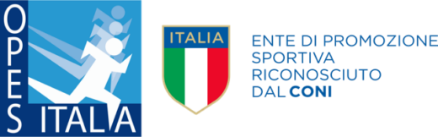 OPES
ITALIA
ITALIA
ENTE DI PROMOZIONE
SPORTIVA
RICONOSCIUTO
DAL CONI